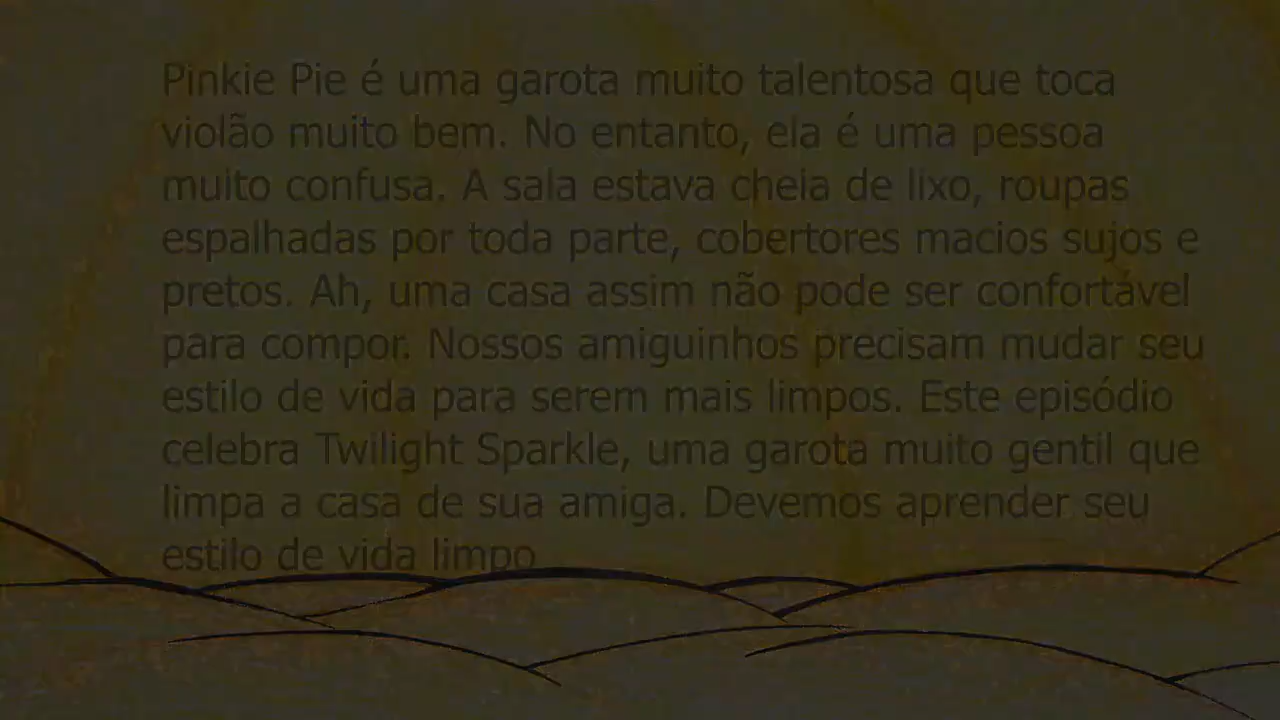 Pinkie Pie é uma garota muito talentosa que toca
violão muito bem. No entanto, ela é uma pessoa
muito confusa. A sala estava cheia de lixo, roupas
espalhadas por toda parte, cobertores macios sujos e
pretos. Ah, uma casa assim não pode ser confortável
para compor. Nossos amiguinhos precisam mudar seu
estilo de vida para serem mais limpos. Este episódio
celebra Twilight Sparkle, uma garota muito gentil que
limpa a casa de sua amiga. Devemos aprender seu
estilo de vida limpo